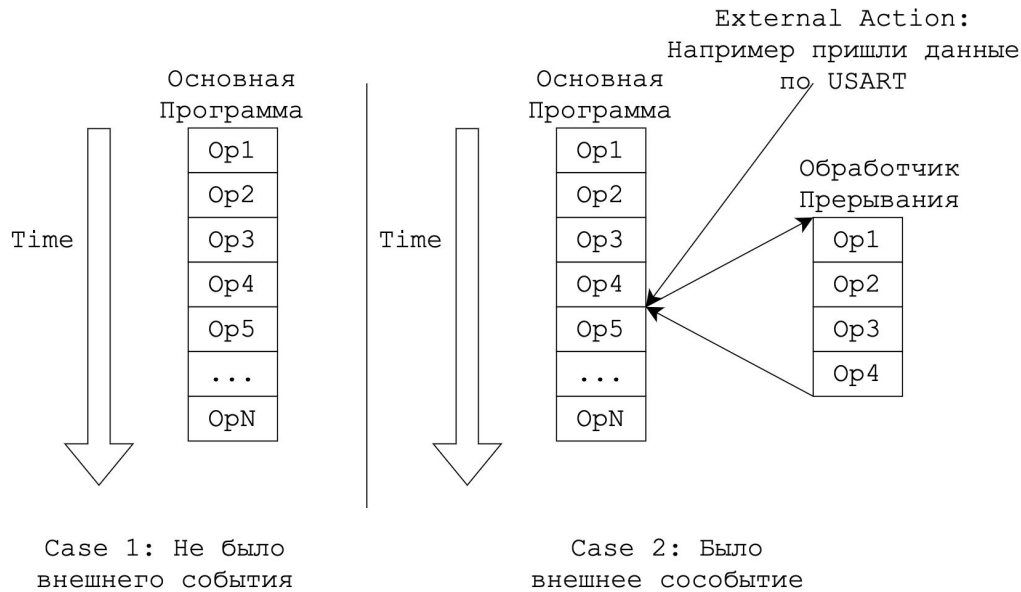 External Action:
Например пришли данные
по USART
Основная
Программа
Op1
Op2
Op3
Op4
Op5
...
OpN
Time
Основная
Программа
Op1
Op2
Op3
Op4
Op5
...
OpN
Time
Обработчик
Прерывания
Op1
Op2
Op3
Op4
Case 1: Не было
внешнего события
Case 2: Было
внешнее сособытие